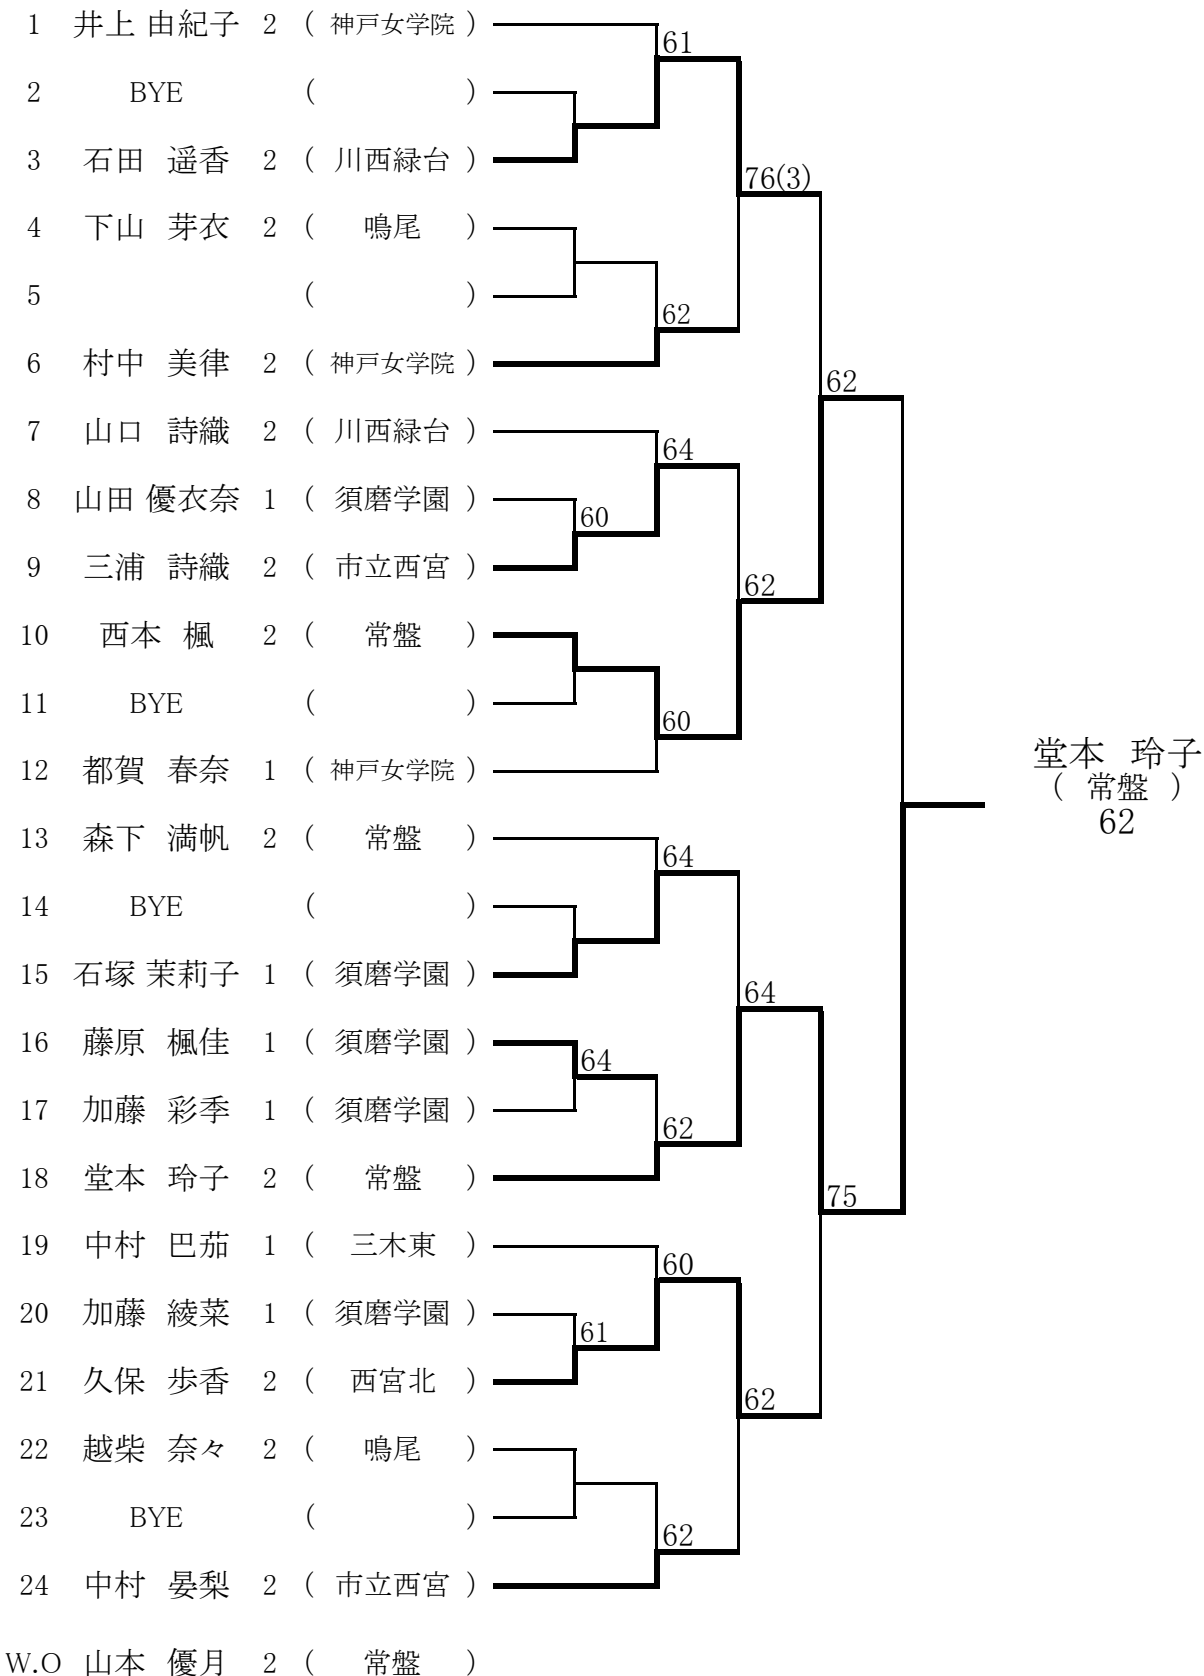 1 井上 由紀子 2 ( 神戸女学院 )
61
2 BYE ( )
3 石田 遥香 2 ( 川西緑台 )
76(3)
4 下山 芽衣 2 ( 鳴尾 )
5 ( )
62
6 村中 美律 2 ( 神戸女学院 )
62
7 山口 詩織 2 ( 川西緑台 )
64
8 山田 優衣奈 1 ( 須磨学園 )
60
9 三浦 詩織 2 ( 市立西宮 )
62
10 西本 楓 2 ( 常盤 )
11 BYE ( )
60
12 都賀 春奈 1 ( 神戸女学院 )
堂本 玲子
( 常盤 )
62
13 森下 満帆 2 ( 常盤 )
64
14 BYE ( )
15 石塚 茉莉子 1 ( 須磨学園 )
64
16 藤原 楓佳 1 ( 須磨学園 )
64
17 加藤 彩季 1 ( 須磨学園 )
62
18 堂本 玲子 2 ( 常盤 )
75
19 中村 巴茄 1 ( 三木東 )
60
20 加藤 綾菜 1 ( 須磨学園 )
61
21 久保 歩香 2 ( 西宮北 )
62
22 越柴 奈々 2 ( 鳴尾 )
23 BYE ( )
62
24 中村 晏梨 2 ( 市立西宮 )
W.O 山本 優月 2 ( 常盤 )